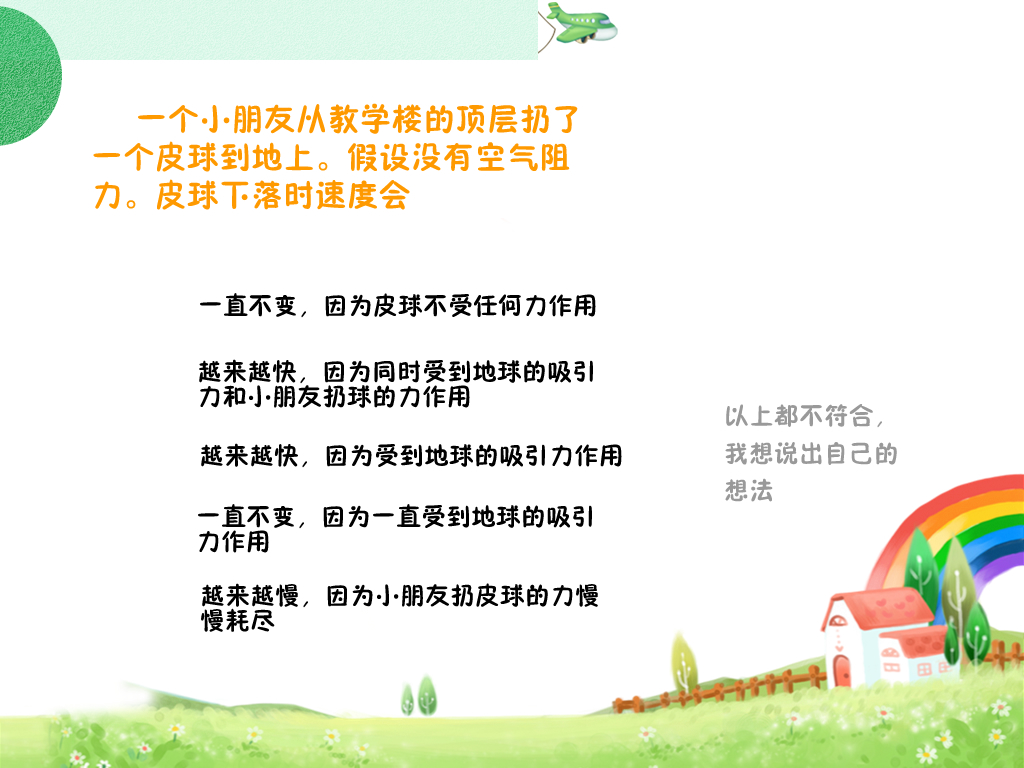 一个小朋友从教学楼的顶层扔了
一个皮球到地上。假设没有空气阻
力。皮球下落时速度会
一直不变，因为皮球不受任何力作用
越来越快，因为同时受到地球的吸引
力和小朋友扔球的力作用
越来越快，因为受到地球的吸引力作用
一直不变，因为一直受到地球的吸引
力作用
越来越慢，因为小朋友扔皮球的力慢
慢耗尽
以上都不符合，
我想说出自己的
想法